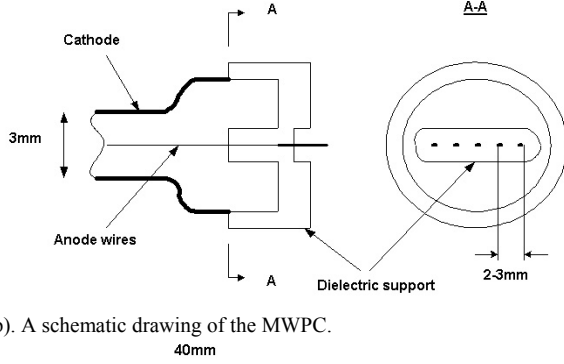 A
A-A
Cathode
3mm
Anode wires
A
Dielectric support
2-3mm
). A schematic drawing of the MWPC.
40mm